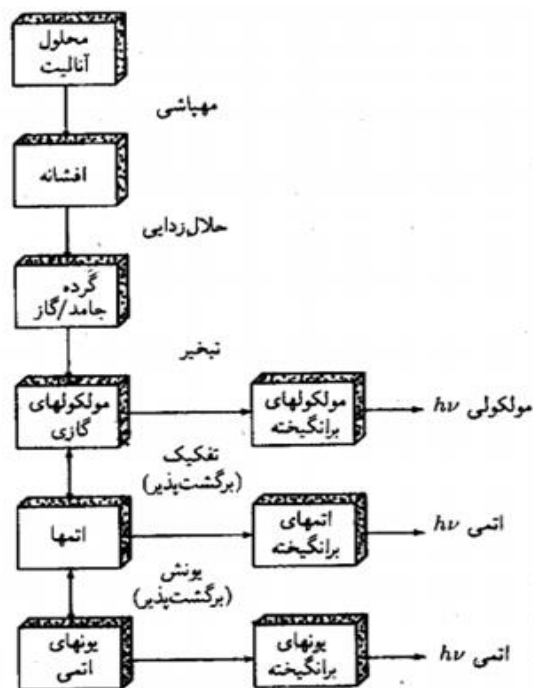 محلول
آنالیت
مهپاشی
افشانه
حلال‌زدایی
گَرده
جامد/گاز
تبخیر
مولکولهای
گازی
مولکولهای
برانگیخته
مولکولی hν
تفکیک
(برگشت‌پذیر)
اتمها
اتمهای
برانگیخته
اتمی hν
یونش
(برگشت‌پذیر)
یونهای
اتمی
یونهای
برانگیخته
اتمی hν